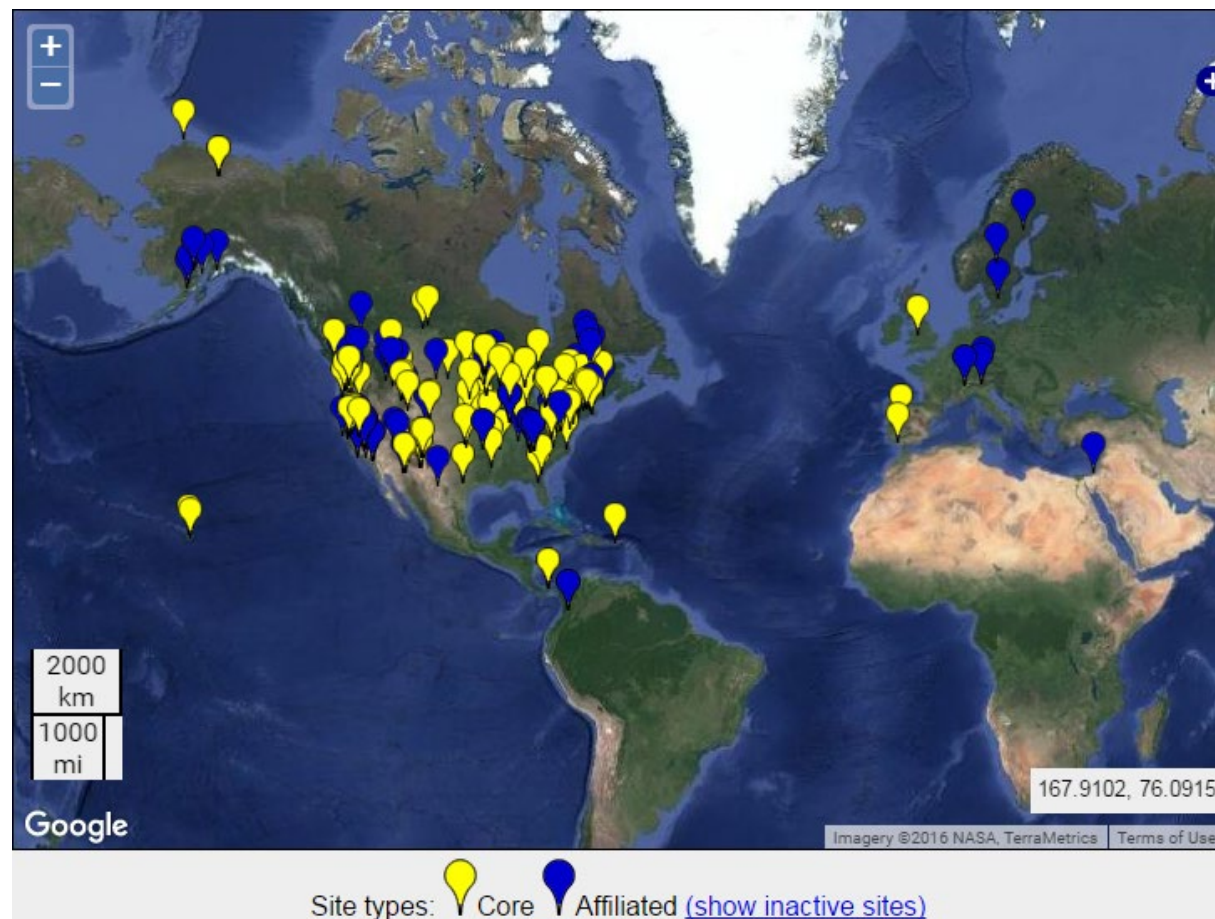 +
−
+
2000
km
1000
mi
167.9102, 76.0915
Google
Imagery ©2016 NASA, TerraMetrics
Terms of Use
Site types: Core Affiliated (show inactive sites)